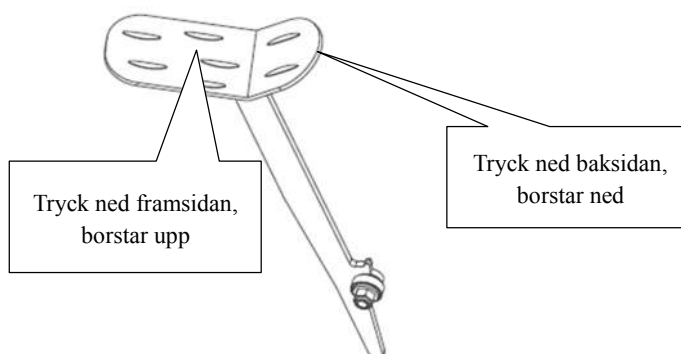 Tryck ned framsidan,
borstar upp
Tryck ned baksidan,
borstar ned